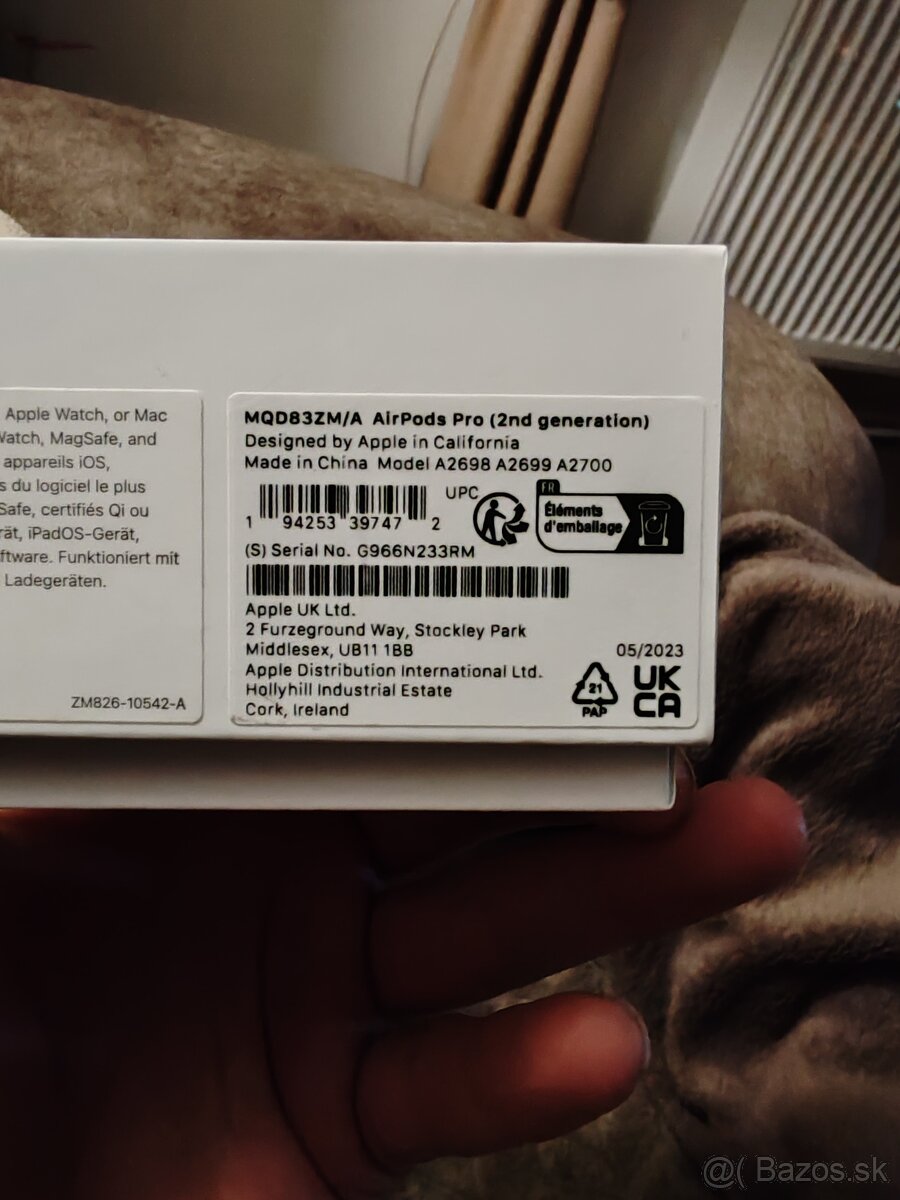 Apple Watch, or Mac
Watch, MagSafe, and
appareils iOS,
s du logiciel le plus
Safe, certifiés Qi ou
rät, iPadOS-Gerät,
ftware. Funktioniert mit
Ladegeräten.
ZM826-10542-A
MQD83ZM/A AirPods Pro (2nd generation)
Designed by Apple in California
Made in China Model A2698 A2699 A2700
UPC
1 94253 39747 2
FR
Éléments
d'emballage
(S) Serial No. G966N233RM
Apple UK Ltd.
2 Furzeground Way, Stockley Park
Middlesex, UB11 1BB
Apple Distribution International Ltd.
Hollyhill Industrial Estate
Cork, Ireland
05/2023
21
PAP
UK
CA
@( Bazos.sk